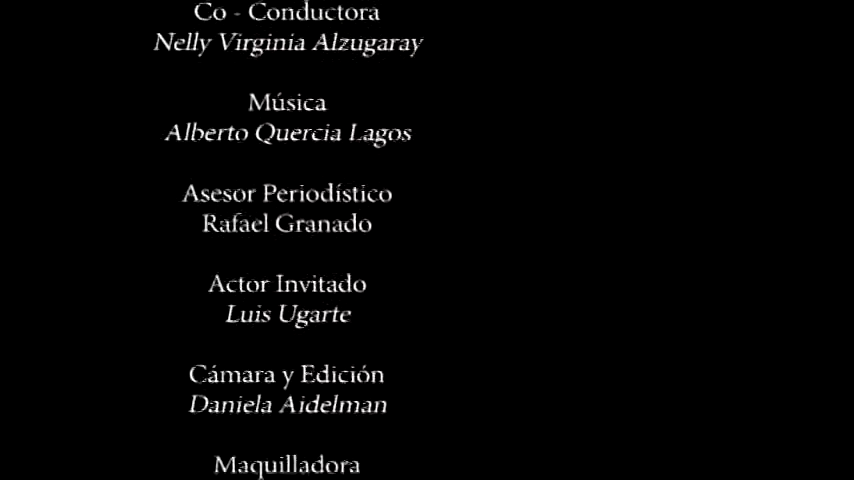 Co - Conductora
Nelly Virginia Alzugaray
Música
Alberto Quercia Lagos
Asesor Periodístico
Rafael Granado
Actor Invitado
Luis Ugarte
Cámara y Edición
Daniela Aidelman
Maquilladora